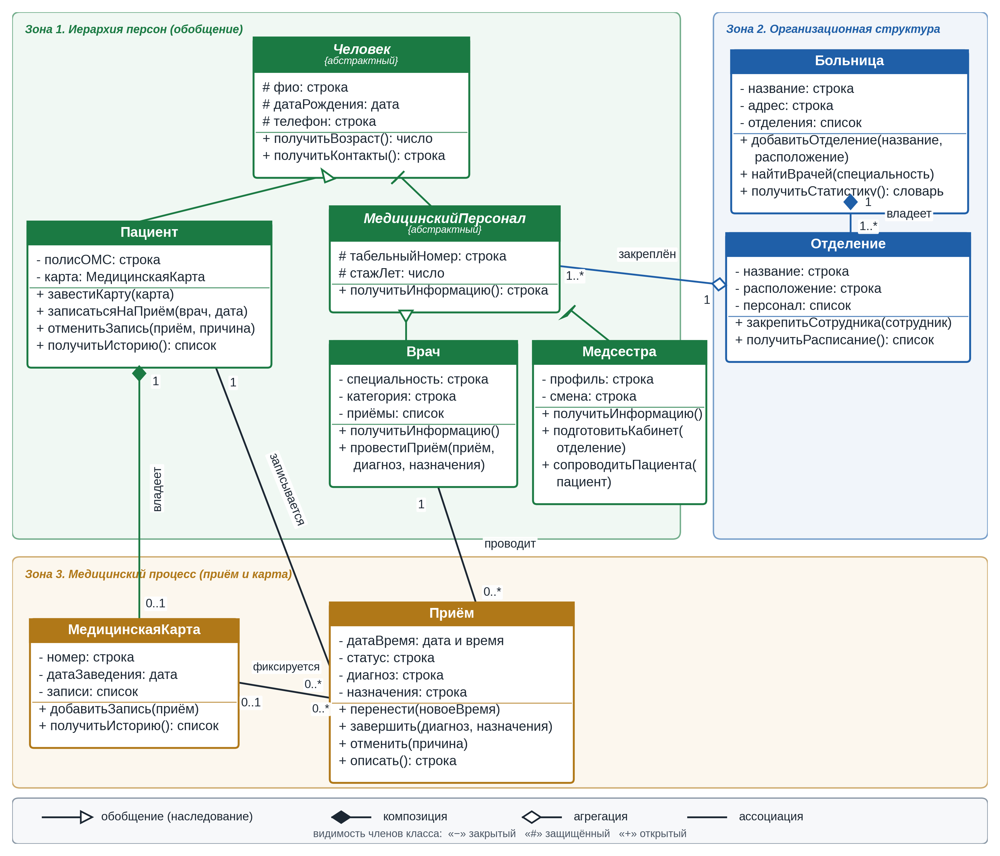 Зона 1. Иерархия персон (обобщение)
Человек
{абстрактный}
# фио: строка
# датаРождения: дата
# телефон: строка
+ получитьВозраст(): число
+ получитьКонтакты(): строка
Пациент
- полисОМС: строка
- карта: МедицинскаяКарта
+ завестиКарту(карта)
+ записатьсяНаПриём(врач, дата)
+ отменитьЗапись(приём, причина)
+ получитьИсторию(): список
МедицинскийПерсонал
{абстрактный}
# табельныйНомер: строка
# стажЛет: число
+ получитьИнформацию(): строка
Врач
- специальность: строка
- категория: строка
- приёмы: список
+ получитьИнформацию()
+ провестиПриём(приём,
диагноз, назначения)
Медсестра
- профиль: строка
- смена: строка
+ получитьИнформацию()
+ подготовитьКабинет(
отделение)
+ сопроводитьПациента(
пациент)
Зона 2. Организационная структура
Больница
- название: строка
- адрес: строка
- отделения: список
+ добавитьОтделение(название,
расположение)
+ найтиВрачей(специальность)
+ получитьСтатистику(): словарь
1
владеет
1..*
Отделение
- название: строка
- расположение: строка
- персонал: список
+ закрепитьСотрудника(сотрудник)
+ получитьРасписание(): список
закреплён
1..*
1
1
владеет
0..1
1
записывается
0..*
1
проводит
0..*
Зона 3. Медицинский процесс (приём и карта)
МедицинскаяКарта
- номер: строка
- датаЗаведения: дата
- записи: список
+ добавитьЗапись(приём)
+ получитьИсторию(): список
фиксируется
0..1
0..*
Приём
- датаВремя: дата и время
- статус: строка
- диагноз: строка
- назначения: строка
+ перенести(новоеВремя)
+ завершить(диагноз, назначения)
+ отменить(причина)
+ описать(): строка
обобщение (наследование)
композиция
агрегация
ассоциация
видимость членов класса: «−» закрытый «#» защищённый «+» открытый